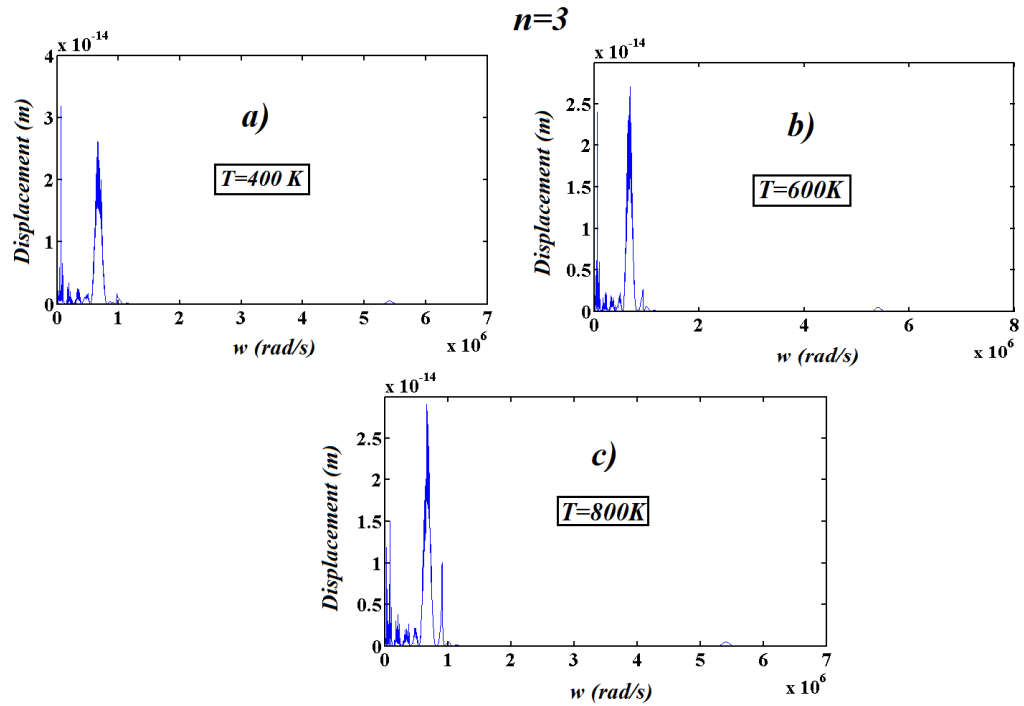 n=3
x 10^-14
4
3
2
1
0
Displacement (m)
a)
T=400 K
0 1 2 3 4 5 6 7
w (rad/s)
x 10^6
x 10^-14
2.5
2
1.5
1
0.5
0
Displacement (m)
b)
T=600K
0 2 4 6 8
w (rad/s)
x 10^6
x 10^-14
2.5
2
1.5
1
0.5
0
Displacement (m)
c)
T=800K
0 1 2 3 4 5 6 7
w (rad/s)
x 10^6